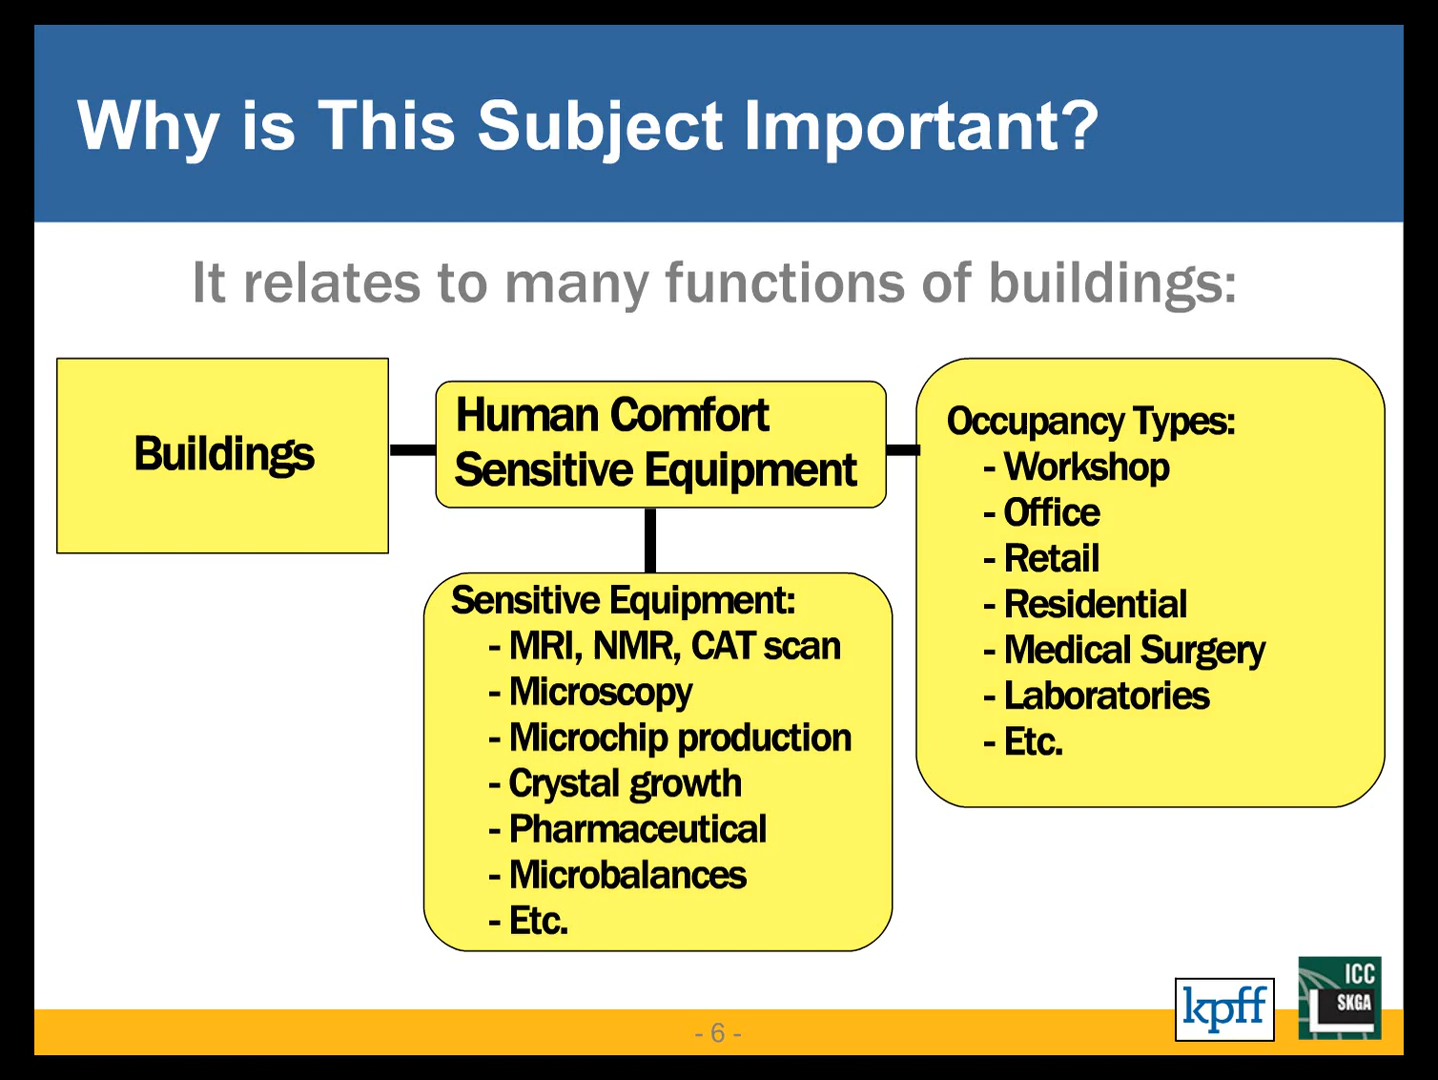 Why is This Subject Important?
It relates to many functions of buildings:
Buildings
Human Comfort
Sensitive Equipment
Occupancy Types:
- Workshop
- Office
- Retail
- Residential
- Medical Surgery
- Laboratories
- Etc.
Sensitive Equipment:
- MRI, NMR, CAT scan
- Microscopy
- Microchip production
- Crystal growth
- Pharmaceutical
- Microbalances
- Etc.
kpff
ICC
SKGA
- 6 -